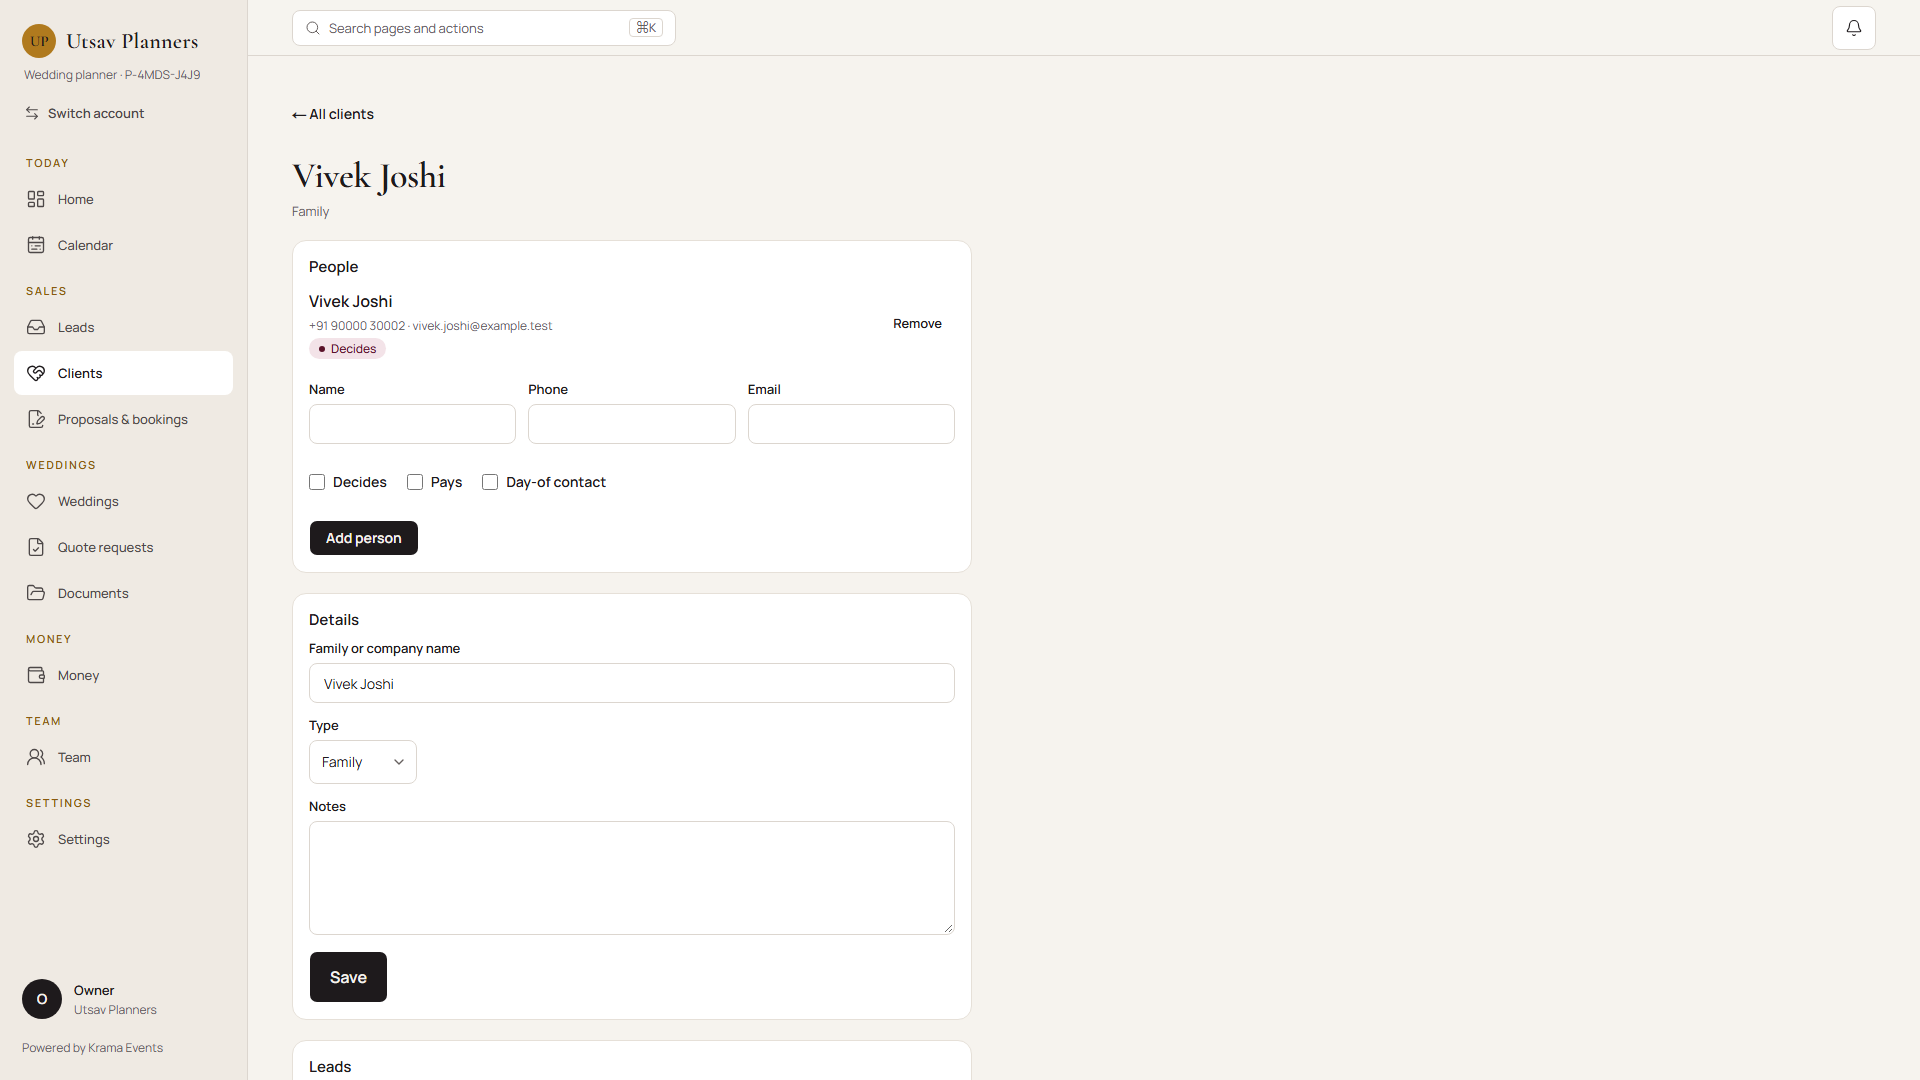 UP Utsav Planners
Wedding planner · P-4MDS-J4J9
Switch account
TODAY
Home
Calendar
SALES
Leads
Clients
Proposals & bookings
WEDDINGS
Weddings
Quote requests
Documents
MONEY
Money
TEAM
Team
SETTINGS
Settings
O
Owner
Utsav Planners
Powered by Krama Events
Search pages and actions ⌘K
← All clients
Vivek Joshi
Family
People
Vivek Joshi
+91 90000 30002 · vivek.joshi@example.test
Remove
Decides
Name Phone Email
Decides Pays Day-of contact
Add person
Details
Family or company name
Vivek Joshi
Type
Family
Notes
Save
Leads